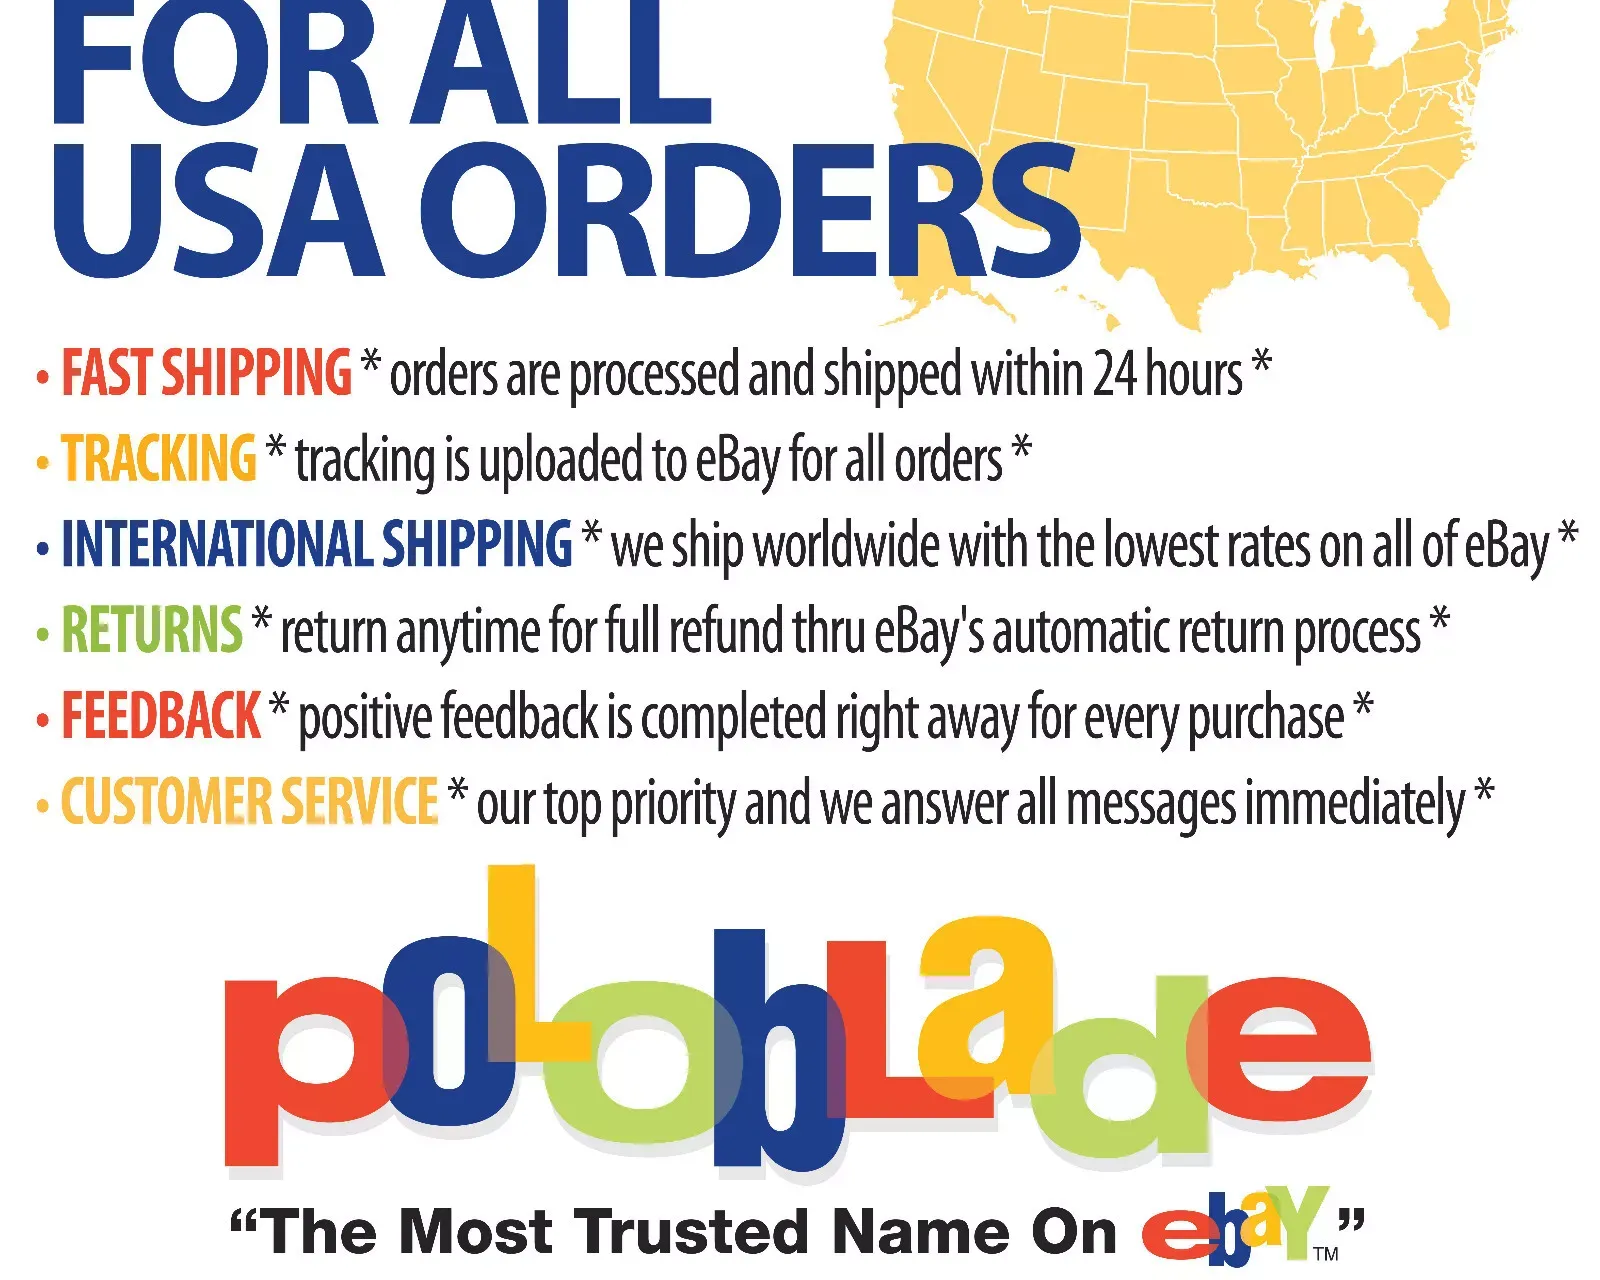 FOR ALL
USA ORDERS
• FAST SHIPPING * orders are processed and shipped within 24 hours *
• TRACKING * tracking is uploaded to eBay for all orders *
• INTERNATIONAL SHIPPING * we ship worldwide with the lowest rates on all of eBay *
• RETURNS * return anytime for full refund thru eBay's automatic return process *
• FEEDBACK * positive feedback is completed right away for every purchase *
• CUSTOMER SERVICE * our top priority and we answer all messages immediately *
poLobLade
“The Most Trusted Name On ebaY™”